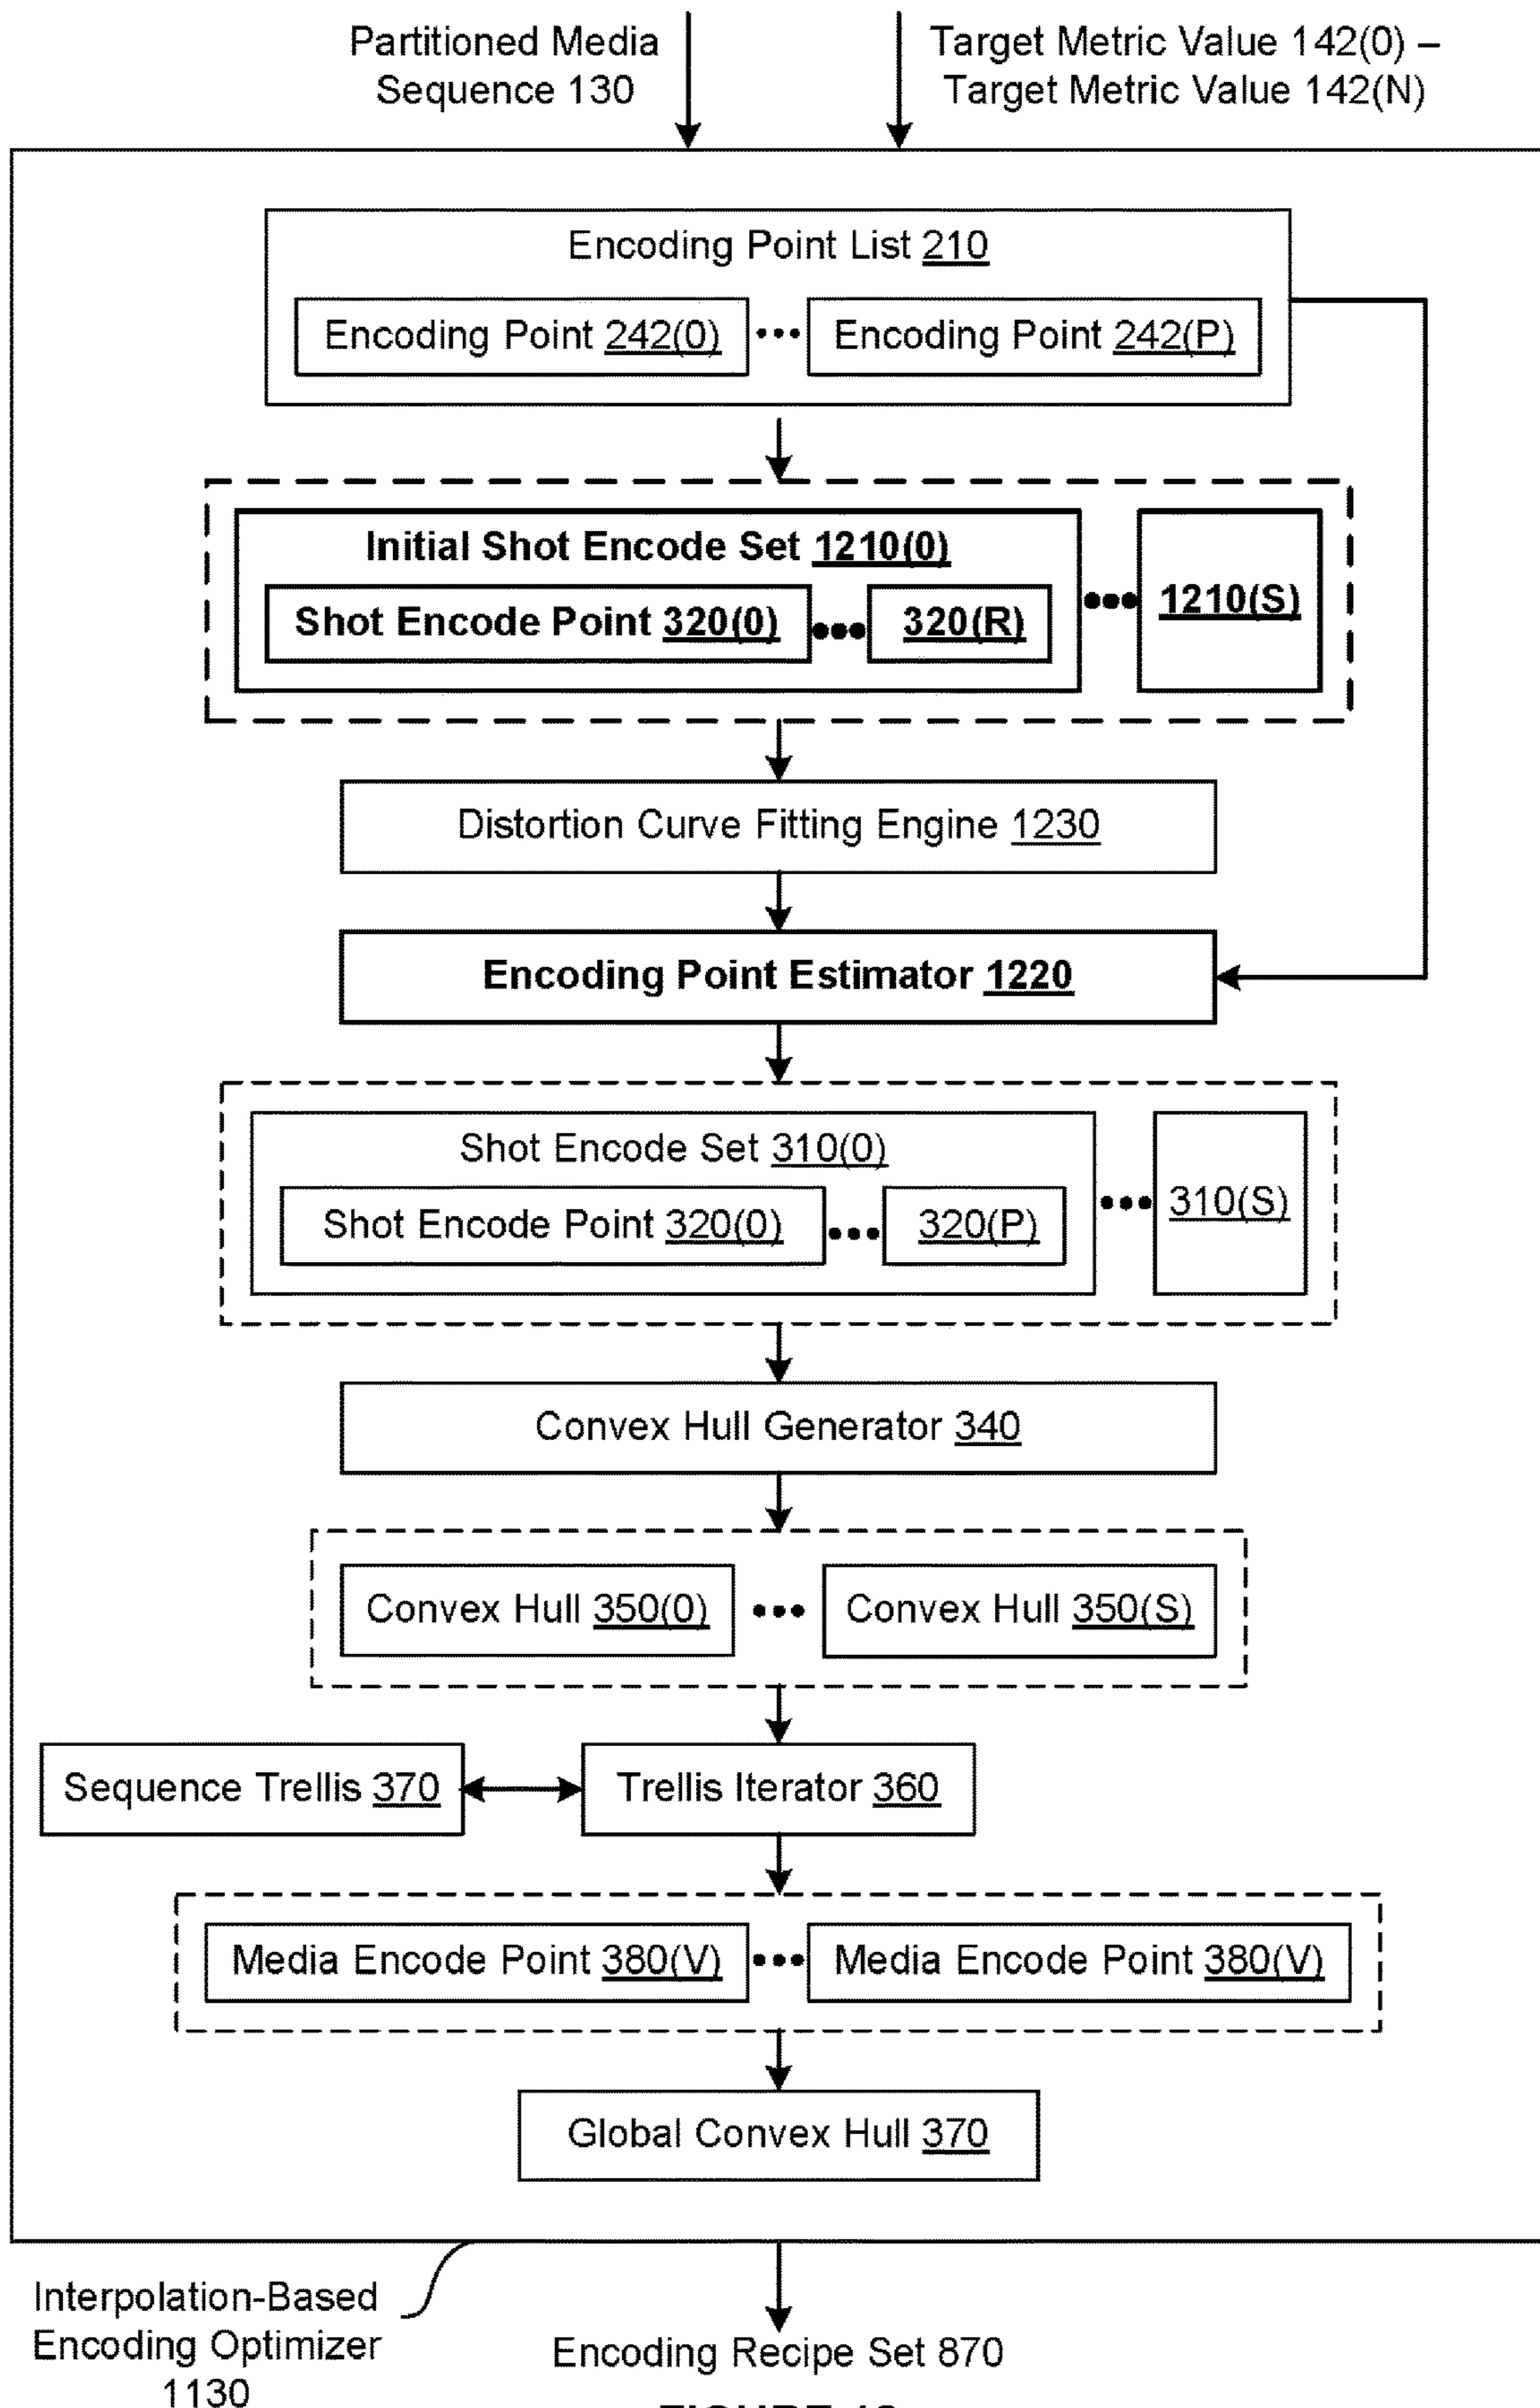 Partitioned Media
Sequence 130
Target Metric Value 142(0) –
Target Metric Value 142(N)
Encoding Point List 210
Encoding Point 242(0)
Encoding Point 242(P)
Initial Shot Encode Set 1210(0)
Shot Encode Point 320(0)
320(R)
1210(S)
Distortion Curve Fitting Engine 1230
Encoding Point Estimator 1220
Shot Encode Set 310(0)
Shot Encode Point 320(0)
320(P)
310(S)
Convex Hull Generator 340
Convex Hull 350(0)
Convex Hull 350(S)
Sequence Trellis 370
Trellis Iterator 360
Media Encode Point 380(V)
Media Encode Point 380(V)
Global Convex Hull 370
Interpolation-Based
Encoding Optimizer
1130
Encoding Recipe Set 870